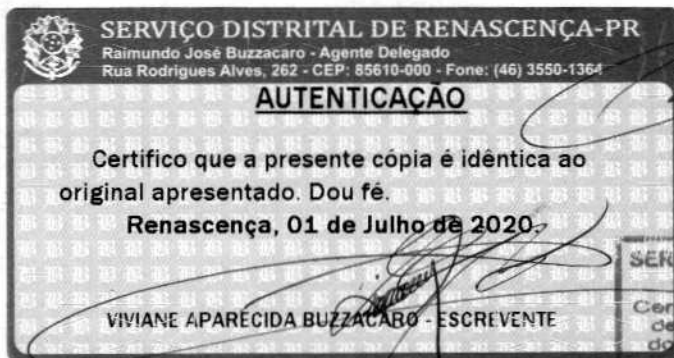 SERVIÇO DISTRITAL DE RENASCENÇA-PR
Raimundo José Buzzacaro - Agente Delegado
Rua Rodrigues Alves, 262 - CEP: 85610-000 - Fone: (46) 3550-1364
AUTENTICAÇÃO
Certifico que a presente cópia é idêntica ao
original apresentado. Dou fé.
Renascença, 01 de Julho de 2020.
VIVIANE APARECIDA BUZZACARO - ESCREVENTE